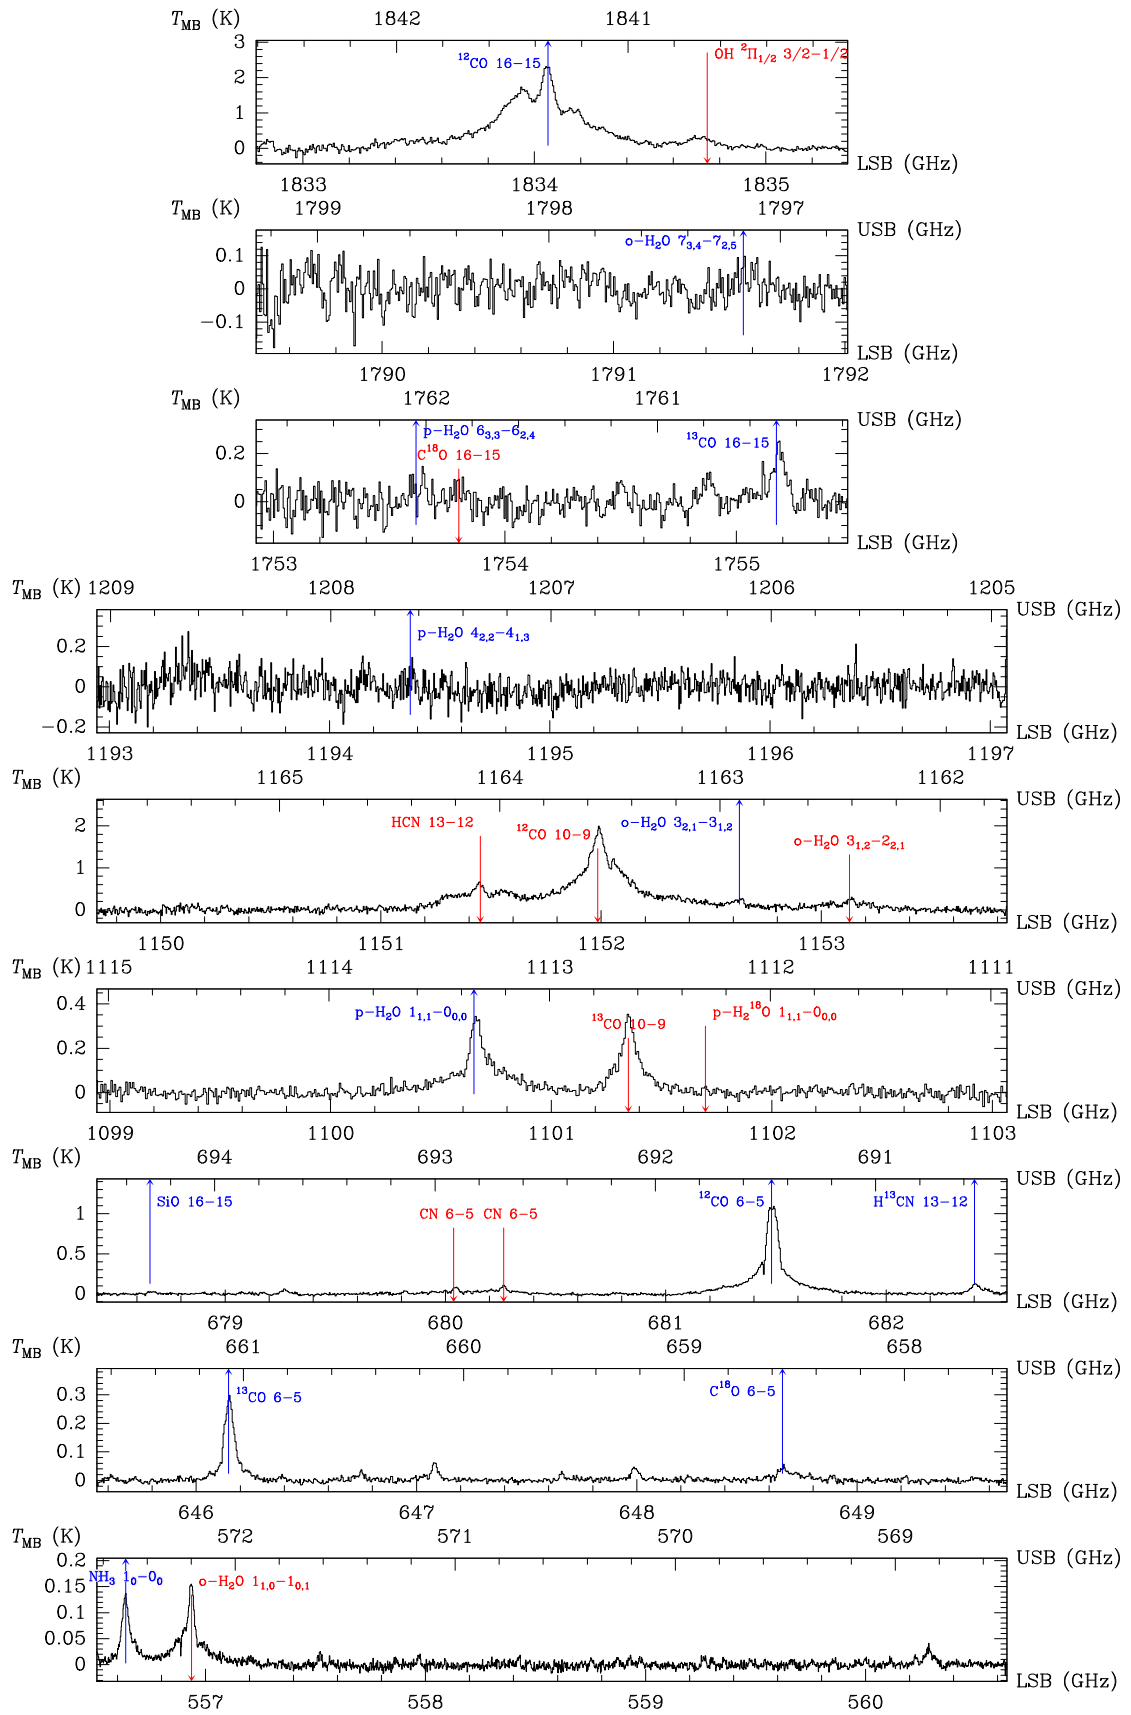 T_MB (K) 1842 1841
3 2 1 0
¹²CO 16−15 OH ²Π₁/₂ 3/2−1/2
LSB (GHz)
1833 1834 1835
T_MB (K) 1799 1798 1797
USB (GHz)
0.1 0 −0.1
o−H₂O 7₃,₄−7₂,₅
LSB (GHz)
1790 1791 1792
T_MB (K) 1762 1761
USB (GHz)
0.2 0
p−H₂O 6₃,₃−6₂,₄ ¹³CO 16−15
C¹⁸O 16−15
LSB (GHz)
1753 1754 1755
1209 T_MB (K) 1208 1207 1206 1205
USB (GHz)
0.2 0 −0.2
p−H₂O 4₂,₂−4₁,₃
LSB (GHz)
1193 1194 1195 1196 1197
T_MB (K) 1165 1164 1163 1162
USB (GHz)
2 1 0
HCN 13−12 ¹²CO 10−9 o−H₂O 3₂,₁−3₁,₂ o−H₂O 3₁,₂−2₂,₁
LSB (GHz)
1150 1151 1152 1153
T_MB (K) 1115 1114 1113 1112 1111
USB (GHz)
0.4 0.2 0
p−H₂O 1₁,₁−0₀,₀ ¹³CO 10−9 p−H₂¹⁸O 1₁,₁−0₀,₀
LSB (GHz)
1099 1100 1101 1102 1103
T_MB (K) 694 693 692 691
USB (GHz)
1 0.5 0
SiO 16−15 CN 6−5 CN 6−5 ¹²CO 6−5 H¹³CN 13−12
LSB (GHz)
679 680 681 682
T_MB (K) 661 660 659 658
USB (GHz)
0.3 0.2 0.1 0
¹³CO 6−5 C¹⁸O 6−5
LSB (GHz)
646 647 648 649
T_MB (K) 572 571 570 569
USB (GHz)
0.2 0.15 0.1 0.05 0
NH₃ 1₀−0₀ o−H₂O 1₁,₀−1₀,₁
LSB (GHz)
557 558 559 560